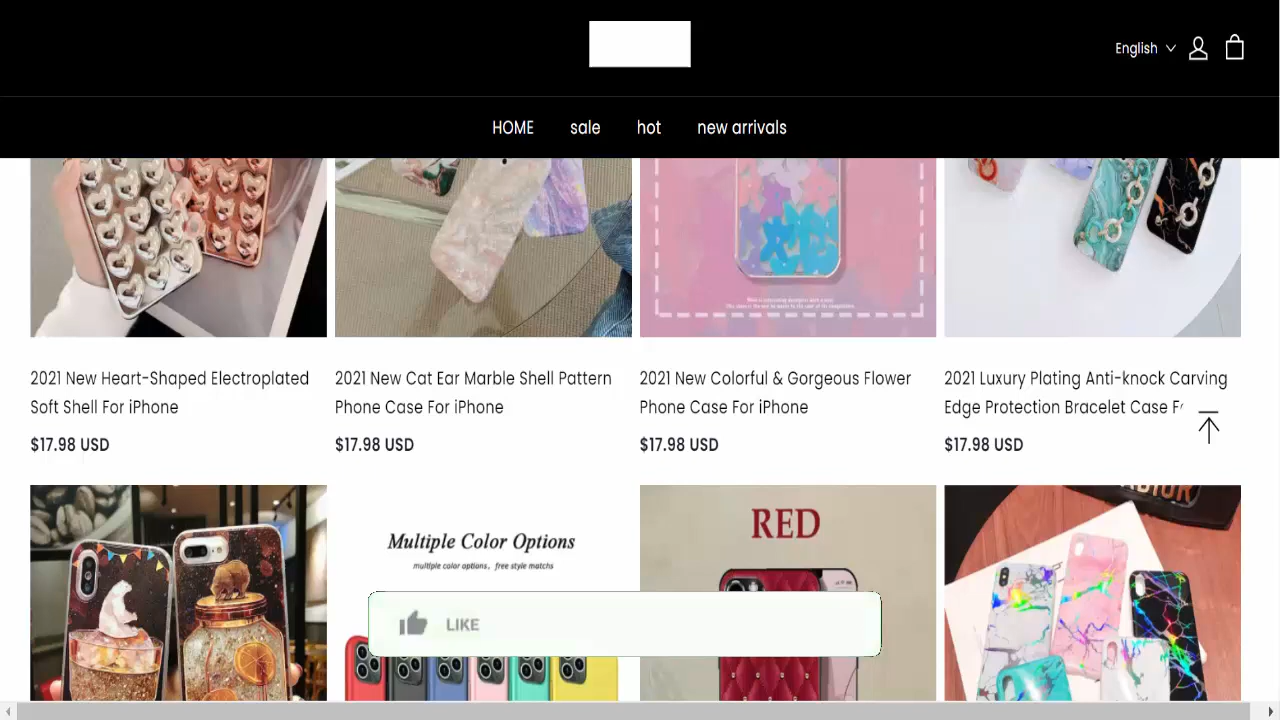 English
HOME sale hot new arrivals
2021 New Heart-Shaped Electroplated
Soft Shell For iPhone
$17.98 USD
2021 New Cat Ear Marble Shell Pattern
Phone Case For iPhone
$17.98 USD
2021 New Colorful & Gorgeous Flower
Phone Case For iPhone
$17.98 USD
2021 Luxury Plating Anti-knock Carving
Edge Protection Bracelet Case F
$17.98 USD
Multiple Color Options
multiple color options, free style matchs
RED
LIKE